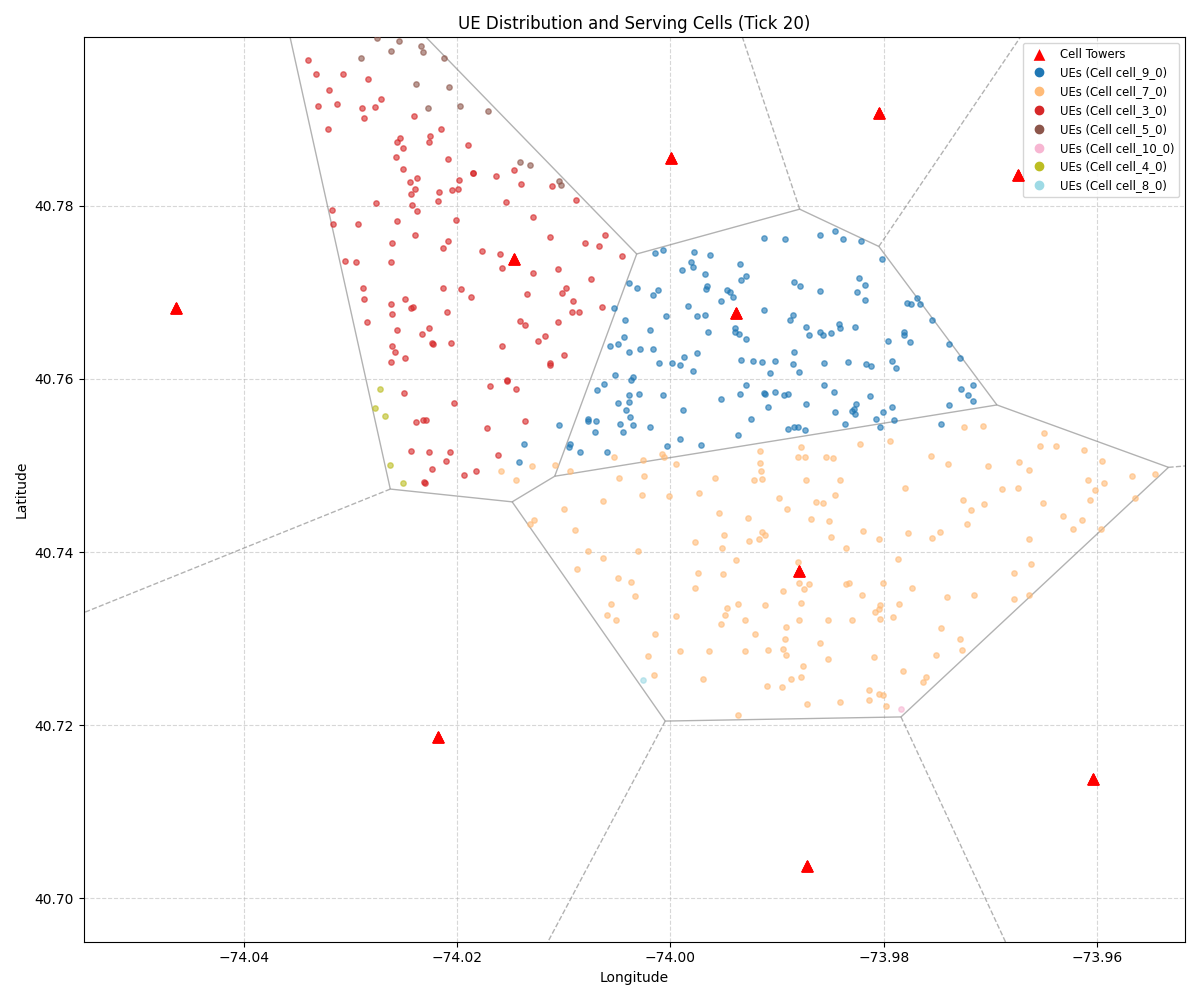 UE Distribution and Serving Cells (Tick 20)
Cell Towers
UEs (Cell cell_9_0)
UEs (Cell cell_7_0)
UEs (Cell cell_3_0)
UEs (Cell cell_5_0)
UEs (Cell cell_10_0)
UEs (Cell cell_4_0)
UEs (Cell cell_8_0)
Latitude
40.78
40.76
40.74
40.72
40.70
−74.04
−74.02
−74.00
−73.98
−73.96
Longitude